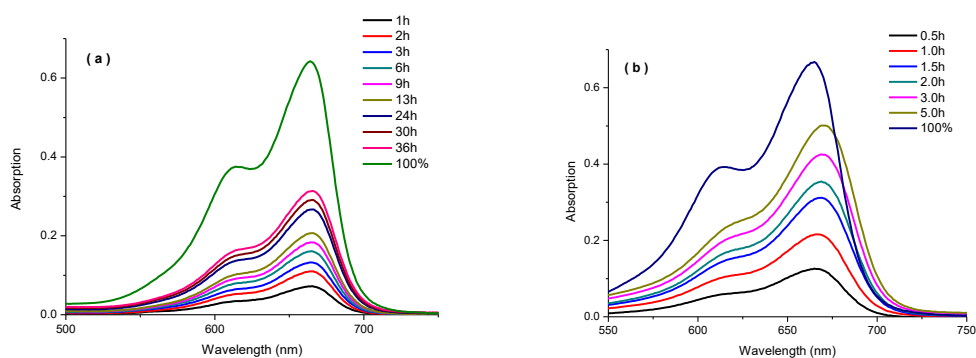 ( a )
1h
2h
3h
6h
9h
13h
24h
30h
36h
100%
Absorption
0.6
0.4
0.2
0.0
500
600
700
Wavelength (nm)
( b )
0.5h
1.0h
1.5h
2.0h
3.0h
5.0h
100%
Absorption
0.6
0.4
0.2
0.0
550
600
650
700
750
Wavelength (nm)